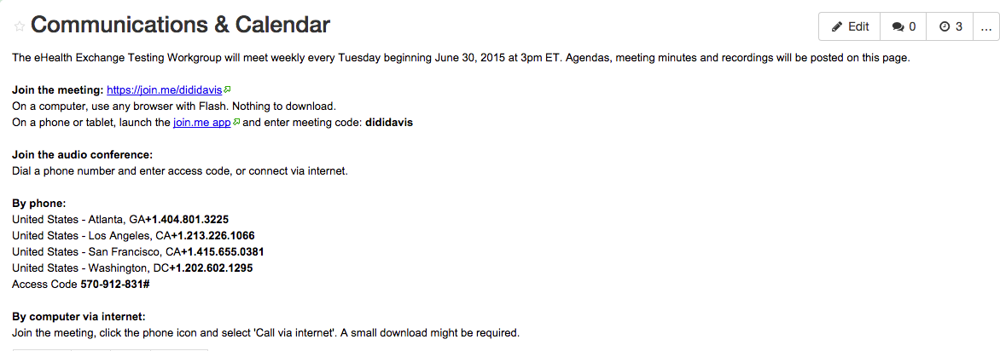 Communications & Calendar
Edit 0 3 ...
The eHealth Exchange Testing Workgroup will meet weekly every Tuesday beginning June 30, 2015 at 3pm ET. Agendas, meeting minutes and recordings will be posted on this page.
Join the meeting: https://join.me/dididavis
On a computer, use any browser with Flash. Nothing to download.
On a phone or tablet, launch the join.me app and enter meeting code: dididavis
Join the audio conference:
Dial a phone number and enter access code, or connect via internet.
By phone:
United States - Atlanta, GA+1.404.801.3225
United States - Los Angeles, CA+1.213.226.1066
United States - San Francisco, CA+1.415.655.0381
United States - Washington, DC+1.202.602.1295
Access Code 570-912-831#
By computer via internet:
Join the meeting, click the phone icon and select 'Call via internet'. A small download might be required.